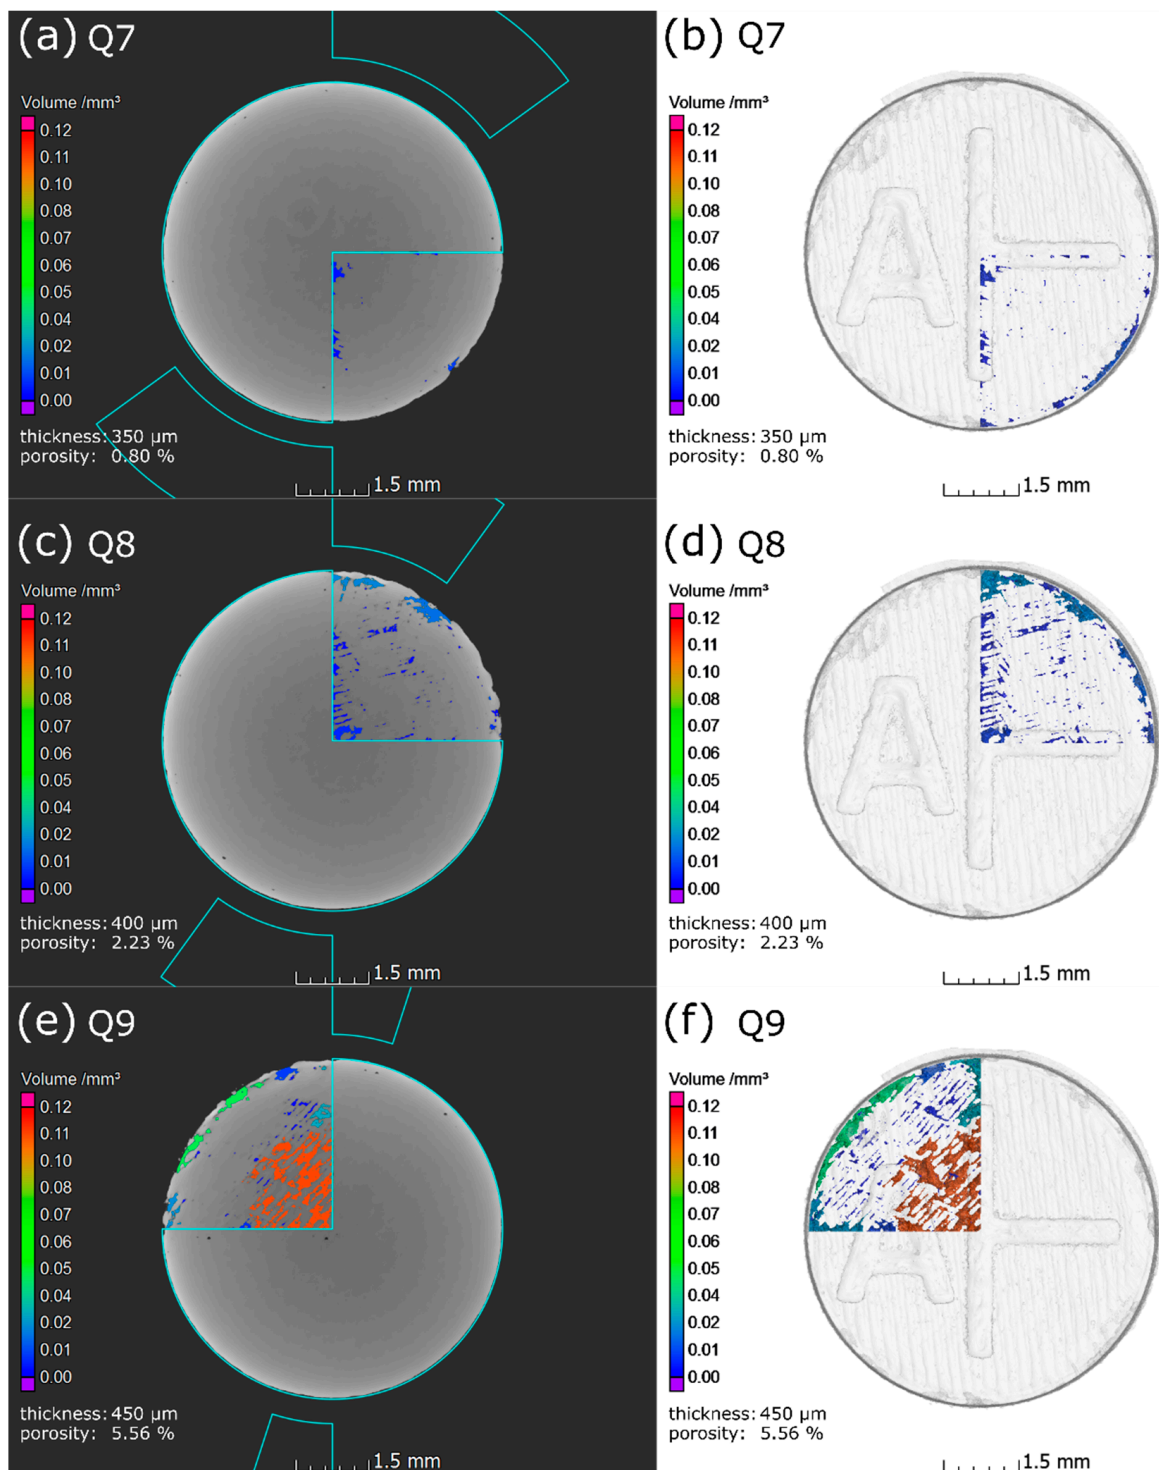 (a) Q7
Volume /mm³
0.12
0.11
0.10
0.08
0.07
0.06
0.05
0.04
0.02
0.01
0.00
thickness: 350 µm
porosity: 0.80 %
1.5 mm
(b) Q7
Volume /mm³
0.12
0.11
0.10
0.08
0.07
0.06
0.05
0.04
0.02
0.01
0.00
thickness: 350 µm
porosity: 0.80 %
1.5 mm
A
(c) Q8
Volume /mm³
0.12
0.11
0.10
0.08
0.07
0.06
0.05
0.04
0.02
0.01
0.00
thickness: 400 µm
porosity: 2.23 %
1.5 mm
(d) Q8
Volume /mm³
0.12
0.11
0.10
0.08
0.07
0.06
0.05
0.04
0.02
0.01
0.00
thickness: 400 µm
porosity: 2.23 %
1.5 mm
A
(e) Q9
Volume /mm³
0.12
0.11
0.10
0.08
0.07
0.06
0.05
0.04
0.02
0.01
0.00
thickness: 450 µm
porosity: 5.56 %
1.5 mm
(f) Q9
Volume /mm³
0.12
0.11
0.10
0.08
0.07
0.06
0.05
0.04
0.02
0.01
0.00
thickness: 450 µm
porosity: 5.56 %
1.5 mm
A